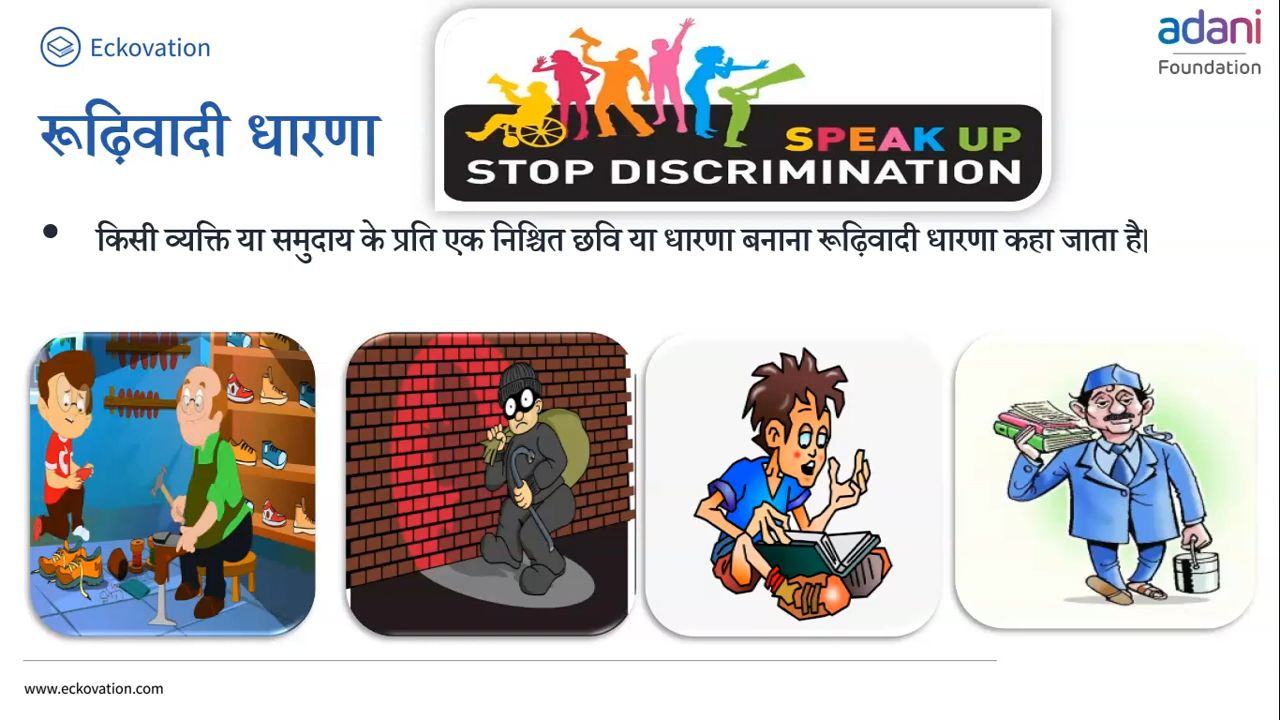 Eckovation
adani
Foundation
रूढ़िवादी धारणा
SPEAK UP
STOP DISCRIMINATION
• किसी व्यक्ति या समुदाय के प्रति एक निश्चित छवि या धारणा बनाना रूढ़िवादी धारणा कहा जाता है।
www.eckovation.com